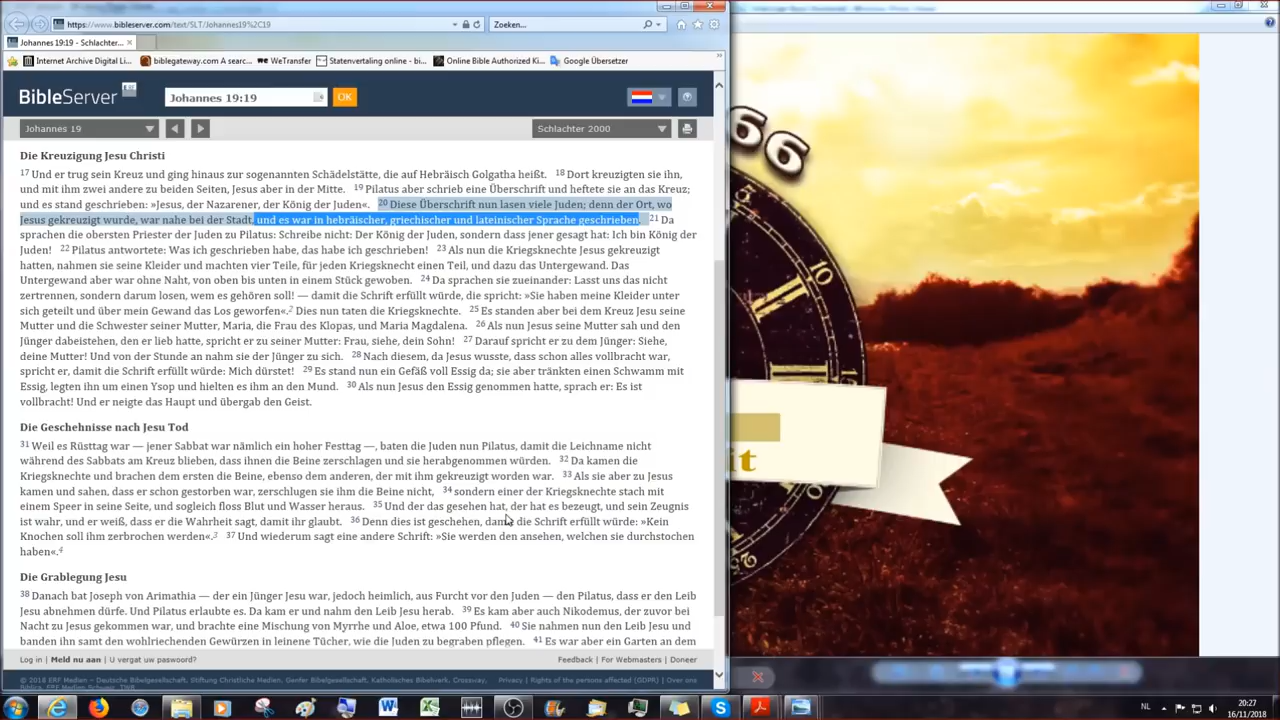 https://www.bibleserver.com/text/SLT/Johannes19%2C19
Zoeken...
Johannes 19:19 - Schlachter...
Internet Archive Digital Li...
biblegateway.com A searc...
WeTransfer
Statenvertaling online - bi...
Online Bible Authorized Ki...
Google Übersetzer
BibleServer
Johannes 19:19
OK
Johannes 19
Schlachter 2000
Die Kreuzigung Jesu Christi
17 Und er trug sein Kreuz und ging hinaus zur sogenannten Schädelstätte, die auf Hebräisch Golgatha heißt. 18 Dort kreuzigten sie ihn,
und mit ihm zwei andere zu beiden Seiten, Jesus aber in der Mitte. 19 Pilatus aber schrieb eine Überschrift und heftete sie an das Kreuz;
und es stand geschrieben: »Jesus, der Nazarener, der König der Juden«. 20 Diese Überschrift nun lasen viele Juden; denn der Ort, wo
Jesus gekreuzigt wurde, war nahe bei der Stadt, und es war in hebräischer, griechischer und lateinischer Sprache geschrieben. 21 Da
sprachen die obersten Priester der Juden zu Pilatus: Schreibe nicht: Der König der Juden, sondern dass jener gesagt hat: Ich bin König der
Juden! 22 Pilatus antwortete: Was ich geschrieben habe, das habe ich geschrieben! 23 Als nun die Kriegsknechte Jesus gekreuzigt
hatten, nahmen sie seine Kleider und machten vier Teile, für jeden Kriegsknecht einen Teil, und dazu das Untergewand. Das
Untergewand aber war ohne Naht, von oben bis unten in einem Stück gewoben. 24 Da sprachen sie zueinander: Lasst uns das nicht
zertrennen, sondern darum losen, wem es gehören soll! — damit die Schrift erfüllt würde, die spricht: »Sie haben meine Kleider unter
sich geteilt und über mein Gewand das Los geworfen«.2 Dies nun taten die Kriegsknechte. 25 Es standen aber bei dem Kreuz Jesu seine
Mutter und die Schwester seiner Mutter, Maria, die Frau des Klopas, und Maria Magdalena. 26 Als nun Jesus seine Mutter sah und den
Jünger dabeistehen, den er lieb hatte, spricht er zu seiner Mutter: Frau, siehe, dein Sohn! 27 Darauf spricht er zu dem Jünger: Siehe,
deine Mutter! Und von der Stunde an nahm sie der Jünger zu sich. 28 Nach diesem, da Jesus wusste, dass schon alles vollbracht war,
spricht er, damit die Schrift erfüllt würde: Mich dürstet! 29 Es stand nun ein Gefäß voll Essig da; sie aber tränkten einen Schwamm mit
Essig, legten ihn um einen Ysop und hielten es ihm an den Mund. 30 Als nun Jesus den Essig genommen hatte, sprach er: Es ist
vollbracht! Und er neigte das Haupt und übergab den Geist.
Die Geschehnisse nach Jesu Tod
31 Weil es Rüsttag war — jener Sabbat war nämlich ein hoher Festtag —, baten die Juden nun Pilatus, damit die Leichname nicht
während des Sabbats am Kreuz blieben, dass ihnen die Beine zerschlagen und sie herabgenommen würden. 32 Da kamen die
Kriegsknechte und brachen dem ersten die Beine, ebenso dem anderen, der mit ihm gekreuzigt worden war. 33 Als sie aber zu Jesus
kamen und sahen, dass er schon gestorben war, zerschlugen sie ihm die Beine nicht, 34 sondern einer der Kriegsknechte stach mit
einem Speer in seine Seite, und sogleich floss Blut und Wasser heraus. 35 Und der das gesehen hat, der hat es bezeugt, und sein Zeugnis
ist wahr, und er weiß, dass er die Wahrheit sagt, damit ihr glaubt. 36 Denn dies ist geschehen, damit die Schrift erfüllt würde: »Kein
Knochen soll ihm zerbrochen werden«.3 37 Und wiederum sagt eine andere Schrift: »Sie werden den ansehen, welchen sie durchstochen
haben«.4
Die Grablegung Jesu
38 Danach bat Joseph von Arimathia — der ein Jünger Jesu war, jedoch heimlich, aus Furcht vor den Juden — den Pilatus, dass er den Leib
Jesu abnehmen dürfe. Und Pilatus erlaubte es. Da kam er und nahm den Leib Jesu herab. 39 Es kam aber auch Nikodemus, der zuvor bei
Nacht zu Jesus gekommen war, und brachte eine Mischung von Myrrhe und Aloe, etwa 100 Pfund. 40 Sie nahmen nun den Leib Jesu und
banden ihn samt den wohlriechenden Gewürzen in leinene Tücher, wie die Juden zu begraben pflegen. 41 Es war aber ein Garten an dem
Log in | Meld nu aan | U vergat uw paswoord?
Feedback | For Webmasters | Doneer
© 2018 ERF Medien – Deutsche Bibelgesellschaft, Stiftung Christliche Medien, Genfer Bibelgesellschaft, Katholisches Bibelwerk, Crossway,
Privacy | Rights of the persons affected (GDPR) | Over ons
66
10
it
NL
20:27
16/11/2018